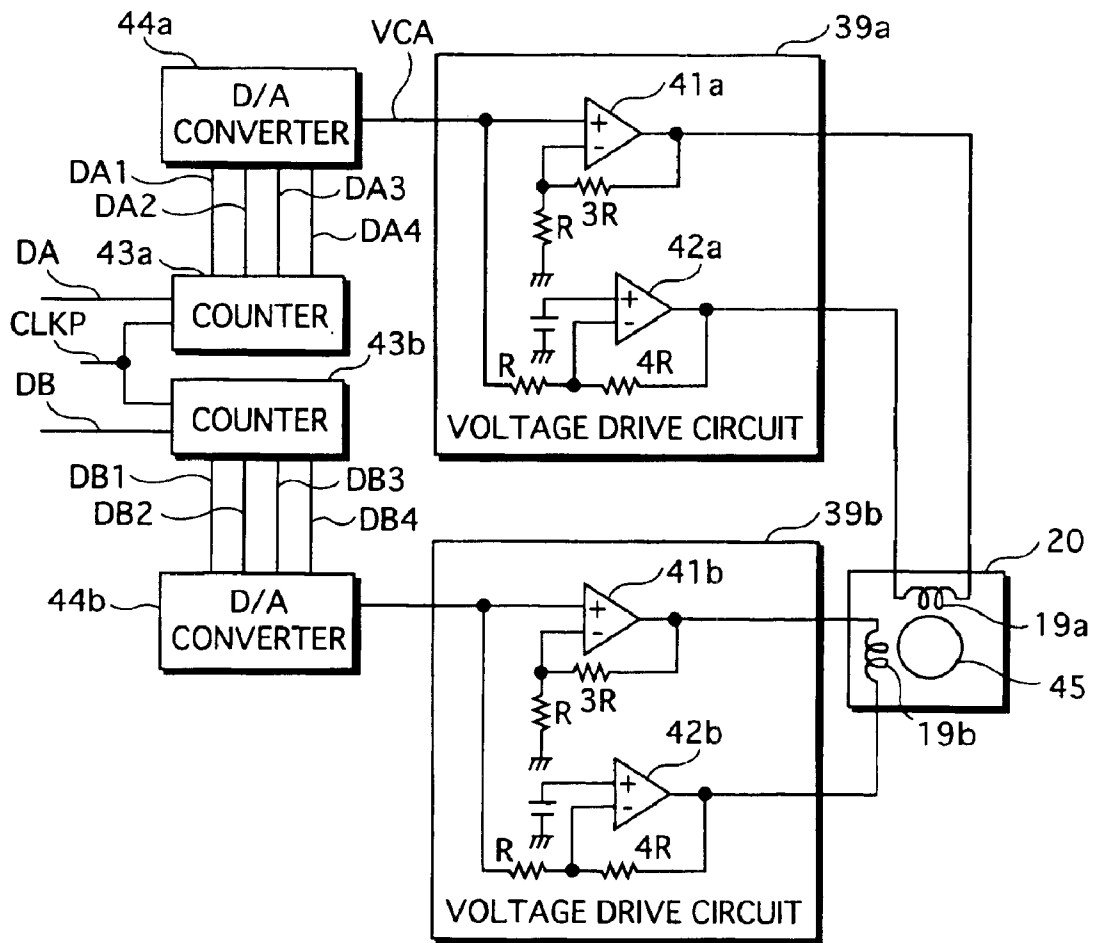 44a
VCA
39a
D/A
CONVERTER
41a
+
-
DA1
DA2
DA3
DA4
3R
R
DA
43a
42a
COUNTER
+
-
CLKP
43b
R
4R
DB
COUNTER
VOLTAGE DRIVE CIRCUIT
DB1
DB2
DB3
DB4
39b
20
44b
D/A
CONVERTER
41b
+
-
19a
3R
R
45
19b
42b
+
-
R
4R
VOLTAGE DRIVE CIRCUIT